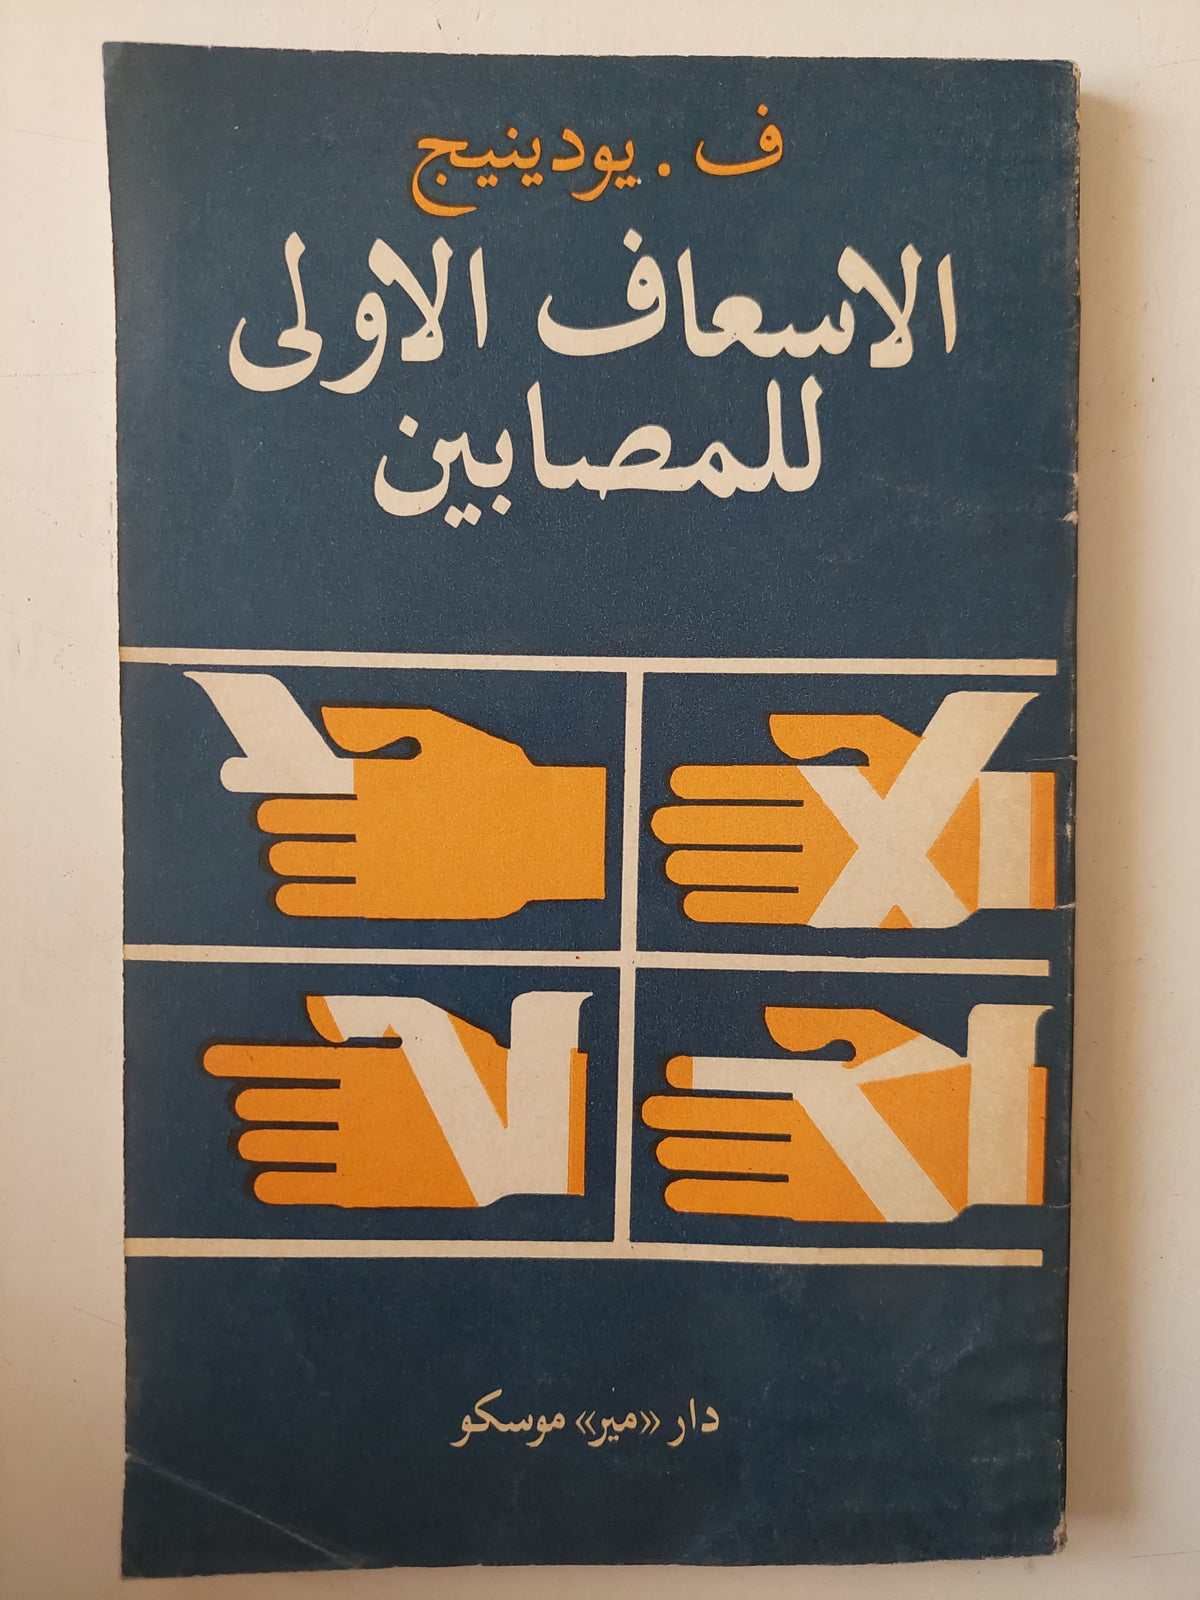 ف . يودينيج
الاسعاف الاولى
للمصابين
دار «مير» موسكو